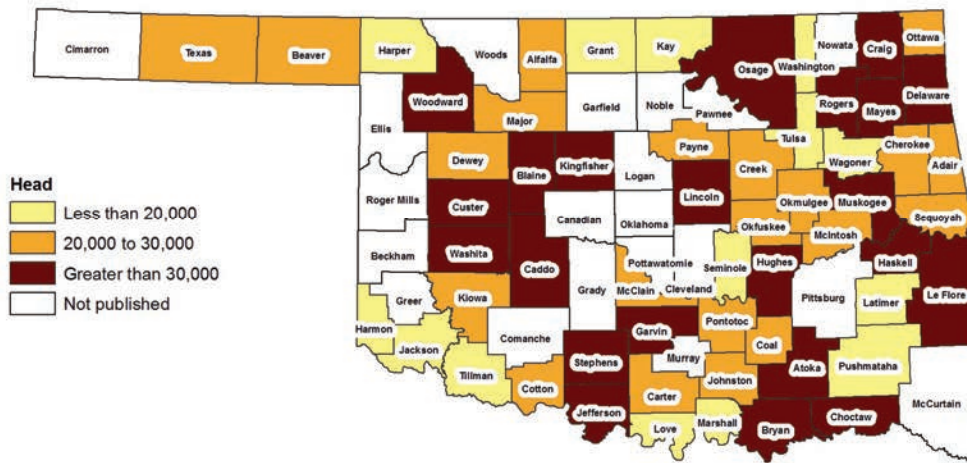 Cimarron
Texas
Beaver
Harper
Woods
Alfalfa
Grant
Kay
Osage
Washington
Nowata
Craig
Ottawa
Woodward
Major
Garfield
Noble
Pawnee
Rogers
Mayes
Delaware
Ellis
Dewey
Blaine
Kingfisher
Logan
Payne
Creek
Tulsa
Wagoner
Cherokee
Adair
Roger Mills
Custer
Canadian
Oklahoma
Lincoln
Okmulgee
Muskogee
Sequoyah
Okfuskee
McIntosh
Beckham
Washita
Caddo
Grady
Pottawatomie
McClain
Cleveland
Seminole
Hughes
Pittsburg
Haskell
Le Flore
Latimer
Greer
Kiowa
Harmon
Jackson
Comanche
Tillman
Cotton
Garvin
Murray
Stephens
Jefferson
Pontotoc
Coal
Atoka
Pushmataha
Carter
Johnston
Love
Marshall
Bryan
Choctaw
McCurtain
Head
Less than 20,000
20,000 to 30,000
Greater than 30,000
Not published